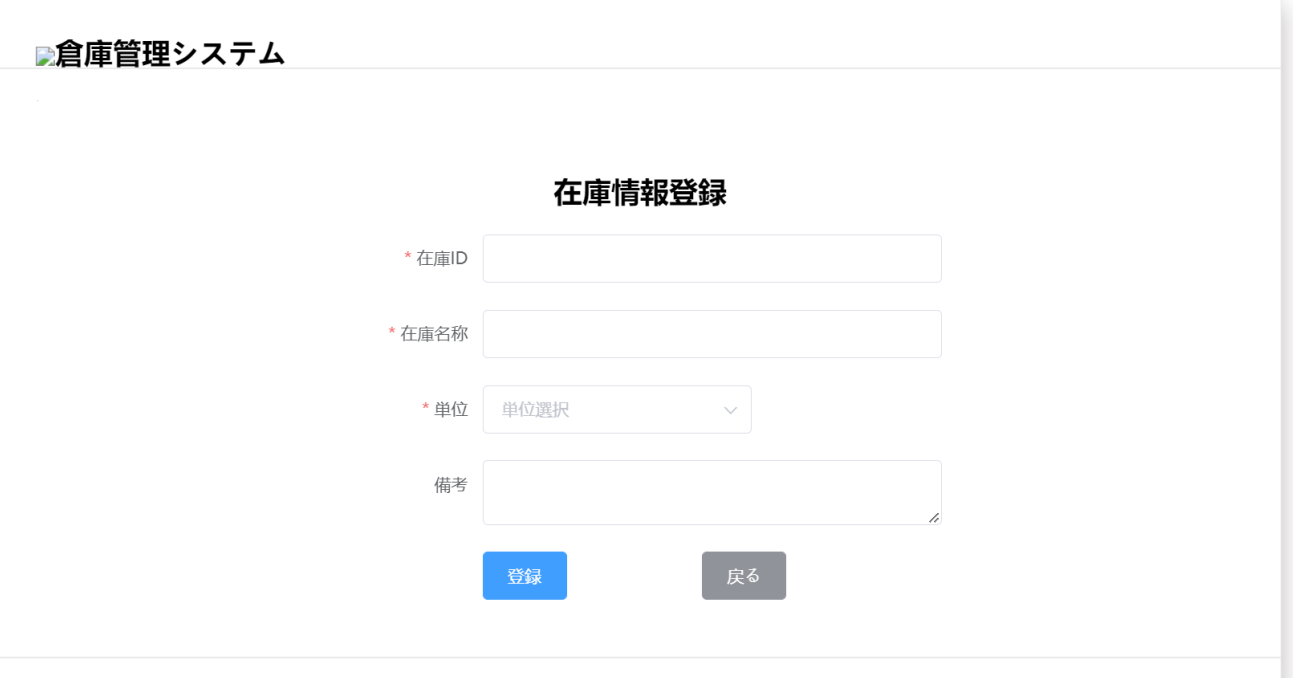 倉庫管理システム
在庫情報登録
* 在庫ID
* 在庫名称
* 単位 単位選択
備考
登録 戻る